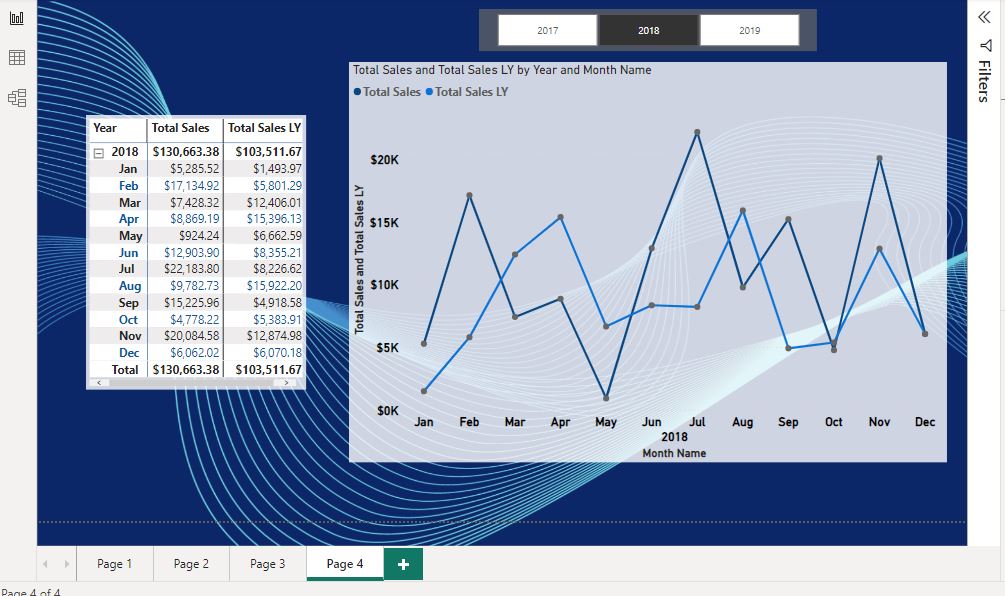 2017 2018 2019
Filters
Year Total Sales Total Sales LY
2018 $130,663.38 $103,511.67
Jan $5,285.52 $1,493.97
Feb $17,134.92 $5,801.29
Mar $7,428.32 $12,406.01
Apr $8,869.19 $15,396.13
May $924.24 $6,662.59
Jun $12,903.90 $8,355.21
Jul $22,183.80 $8,226.62
Aug $9,782.73 $15,922.20
Sep $15,225.96 $4,918.58
Oct $4,778.22 $5,383.91
Nov $20,084.58 $12,874.98
Dec $6,062.02 $6,070.18
Total $130,663.38 $103,511.67
Total Sales and Total Sales LY by Year and Month Name
Total Sales Total Sales LY
Total Sales and Total Sales LY
$20K
$15K
$10K
$5K
$0K
Jan Feb Mar Apr May Jun Jul Aug Sep Oct Nov Dec
2018
Month Name
Page 1 Page 2 Page 3 Page 4 +
Page 4 of 4